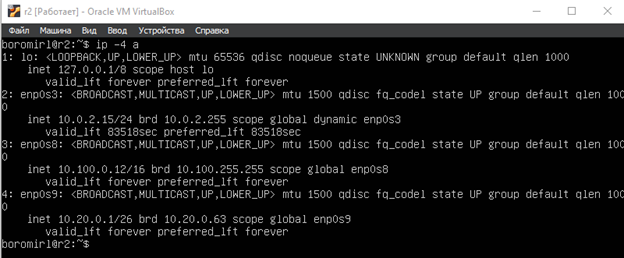 r2 [Работает] - Oracle VM VirtualBox
Файл Машина Вид Ввод Устройства Справка
boromirl@r2:~$ ip -4 a
1: lo: <LOOPBACK,UP,LOWER_UP> mtu 65536 qdisc noqueue state UNKNOWN group default qlen 1000
inet 127.0.0.1/8 scope host lo
valid_lft forever preferred_lft forever
2: enp0s3: <BROADCAST,MULTICAST,UP,LOWER_UP> mtu 1500 qdisc fq_codel state UP group default qlen 100
0
inet 10.0.2.15/24 brd 10.0.2.255 scope global dynamic enp0s3
valid_lft 83518sec preferred_lft 83518sec
3: enp0s8: <BROADCAST,MULTICAST,UP,LOWER_UP> mtu 1500 qdisc fq_codel state UP group default qlen 100
0
inet 10.100.0.12/16 brd 10.100.255.255 scope global enp0s8
valid_lft forever preferred_lft forever
4: enp0s9: <BROADCAST,MULTICAST,UP,LOWER_UP> mtu 1500 qdisc fq_codel state UP group default qlen 100
0
inet 10.20.0.1/26 brd 10.20.0.63 scope global enp0s9
valid_lft forever preferred_lft forever
boromirl@r2:~$